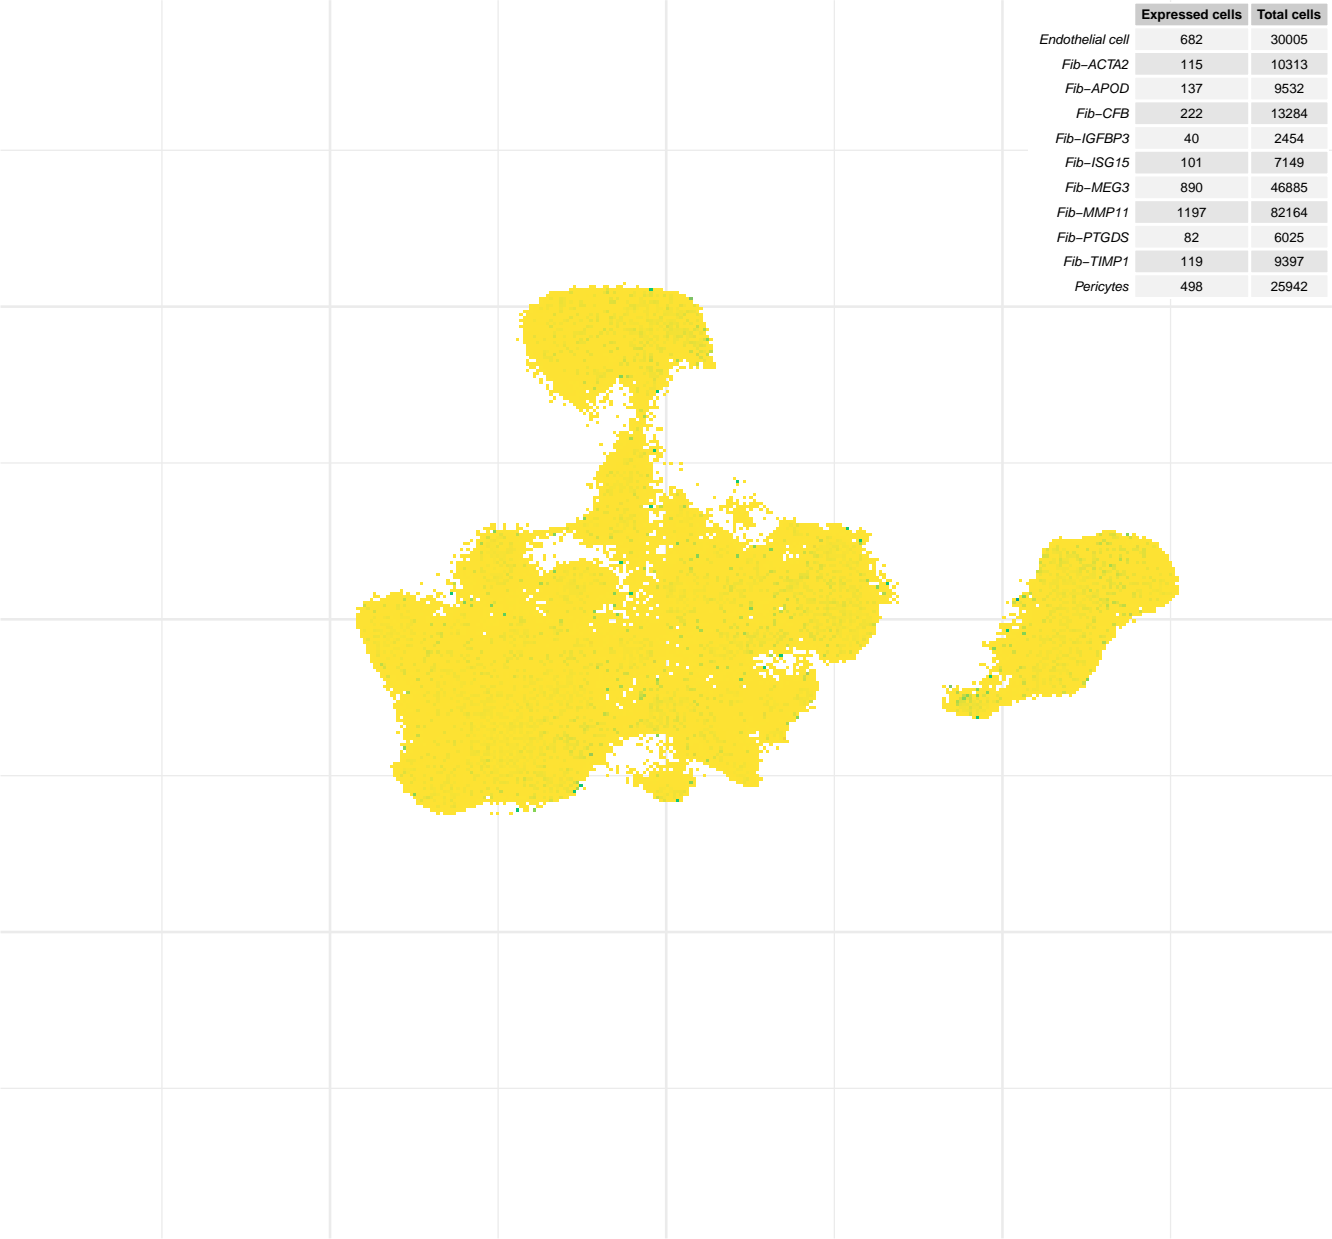 Expressed cells Total cells
Endothelial cell 682 30005
Fib−ACTA2 115 10313
Fib−APOD 137 9532
Fib−CFB 222 13284
Fib−IGFBP3 40 2454
Fib−ISG15 101 7149
Fib−MEG3 890 46885
Fib−MMP11 1197 82164
Fib−PTGDS 82 6025
Fib−TIMP1 119 9397
Pericytes 498 25942